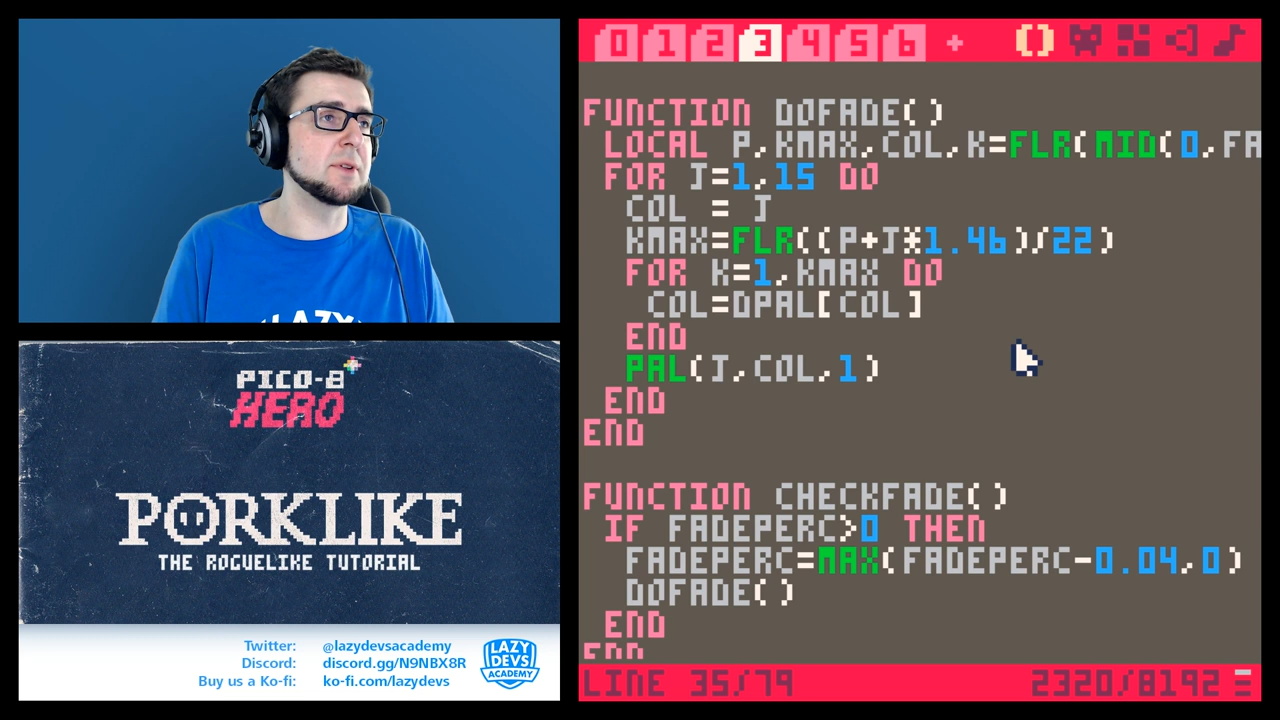 LAZY
PICO-8
HERO
PORKLIKE
THE ROGUELIKE TUTORIAL
Twitter: @lazydevsacademy
Discord: discord.gg/N9NBX8R
Buy us a Ko-fi: ko-fi.com/lazydevs
LAZY
DEVS
ACADEMY
0 1 2 3 4 5 6 +
FUNCTION DOFADE()
LOCAL P,KMAX,COL,K=FLR(MID(0,FA
FOR J=1,15 DO
COL = J
KMAX=FLR((P+J*1.46)/22)
FOR K=1,KMAX DO
COL=DPAL[COL]
END
PAL(J,COL,1)
END
END
FUNCTION CHECKFADE()
IF FADEPERC>0 THEN
FADEPERC=MAX(FADEPERC-0.04,0)
DOFADE()
END
END
LINE 35/79
2320/8192